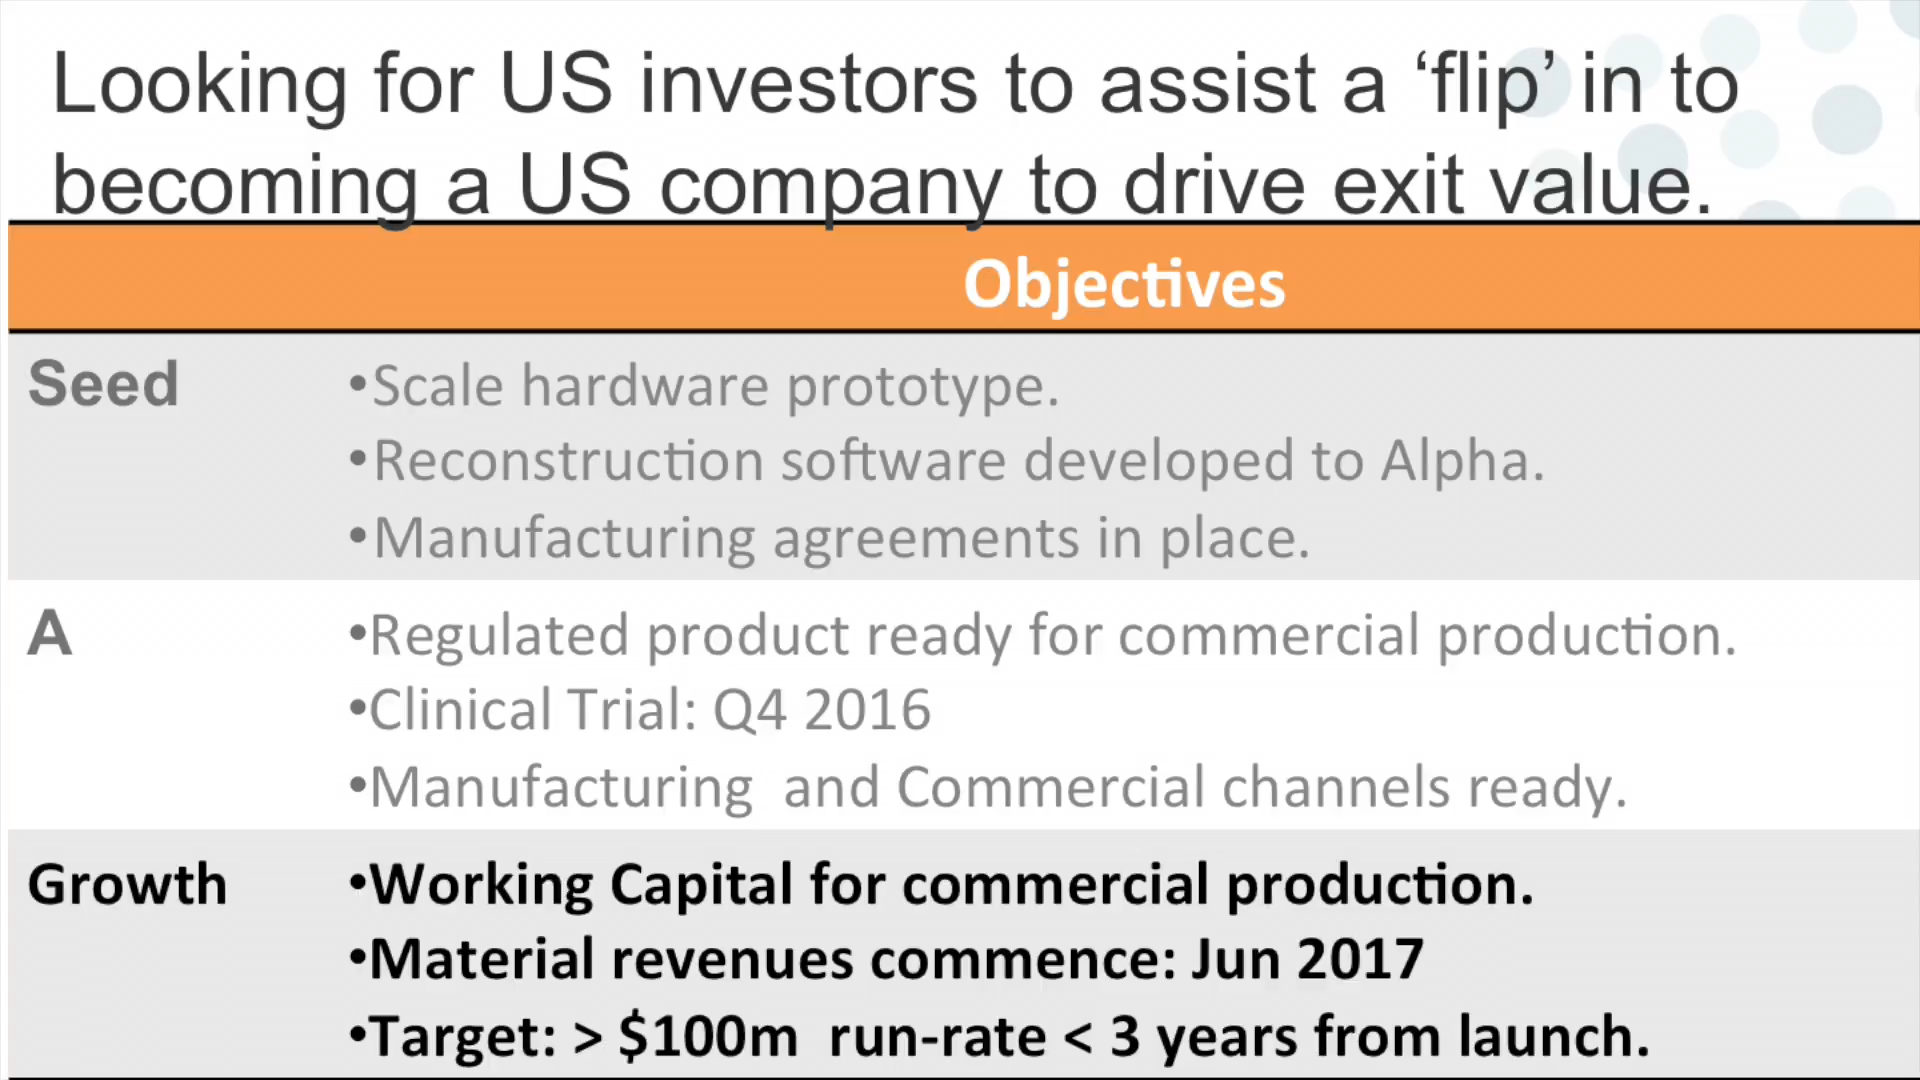 Looking for US investors to assist a ‘flip’ in to
becoming a US company to drive exit value.
Objectives
Seed
•Scale hardware prototype.
•Reconstruction software developed to Alpha.
•Manufacturing agreements in place.
A
•Regulated product ready for commercial production.
•Clinical Trial: Q4 2016
•Manufacturing  and Commercial channels ready.
Growth
•Working Capital for commercial production.
•Material revenues commence: Jun 2017
•Target: > $100m  run-rate < 3 years from launch.